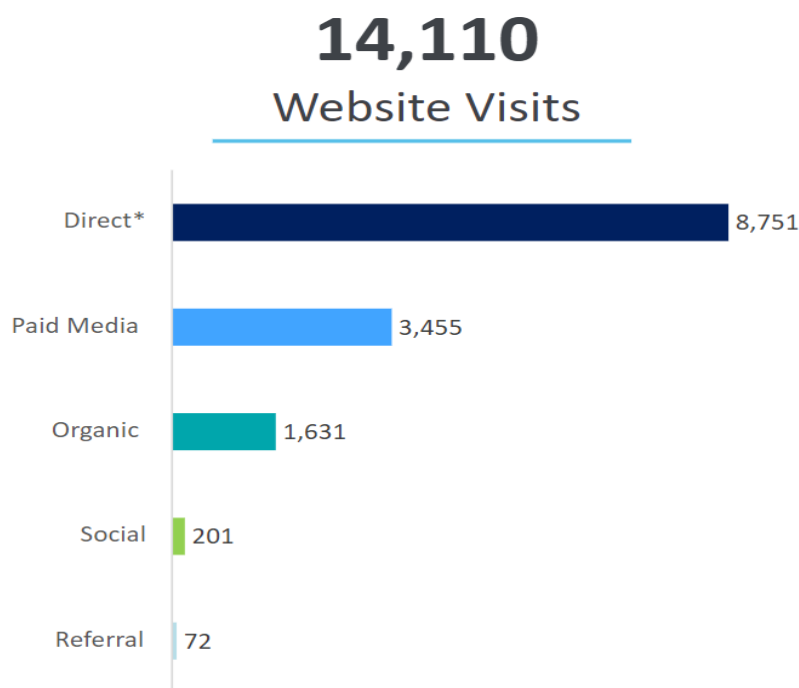 14,110
Website Visits
Direct* 8,751
Paid Media 3,455
Organic 1,631
Social 201
Referral 72